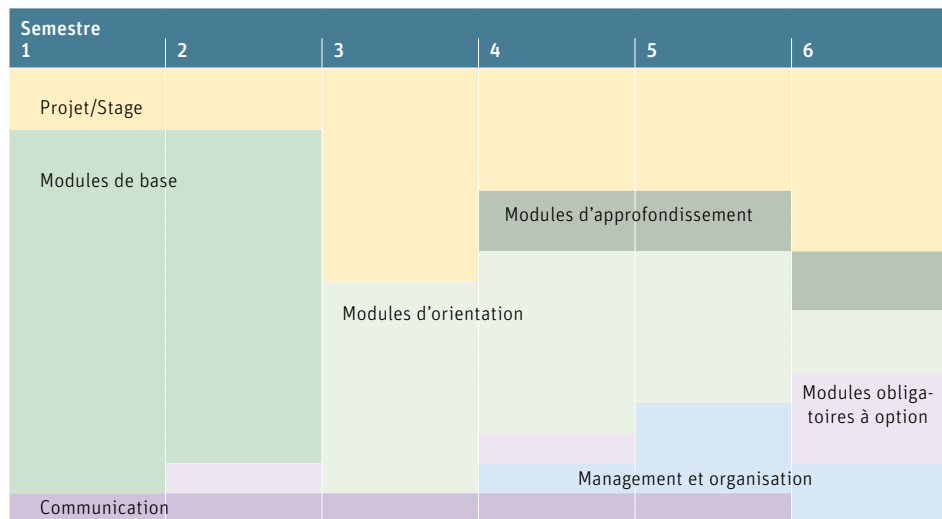 Semestre
1 2 3 4 5 6
Projet/Stage
Modules de base
Modules d'approfondissement
Modules d'orientation
Modules obliga-
toires à option
Management et organisation
Communication